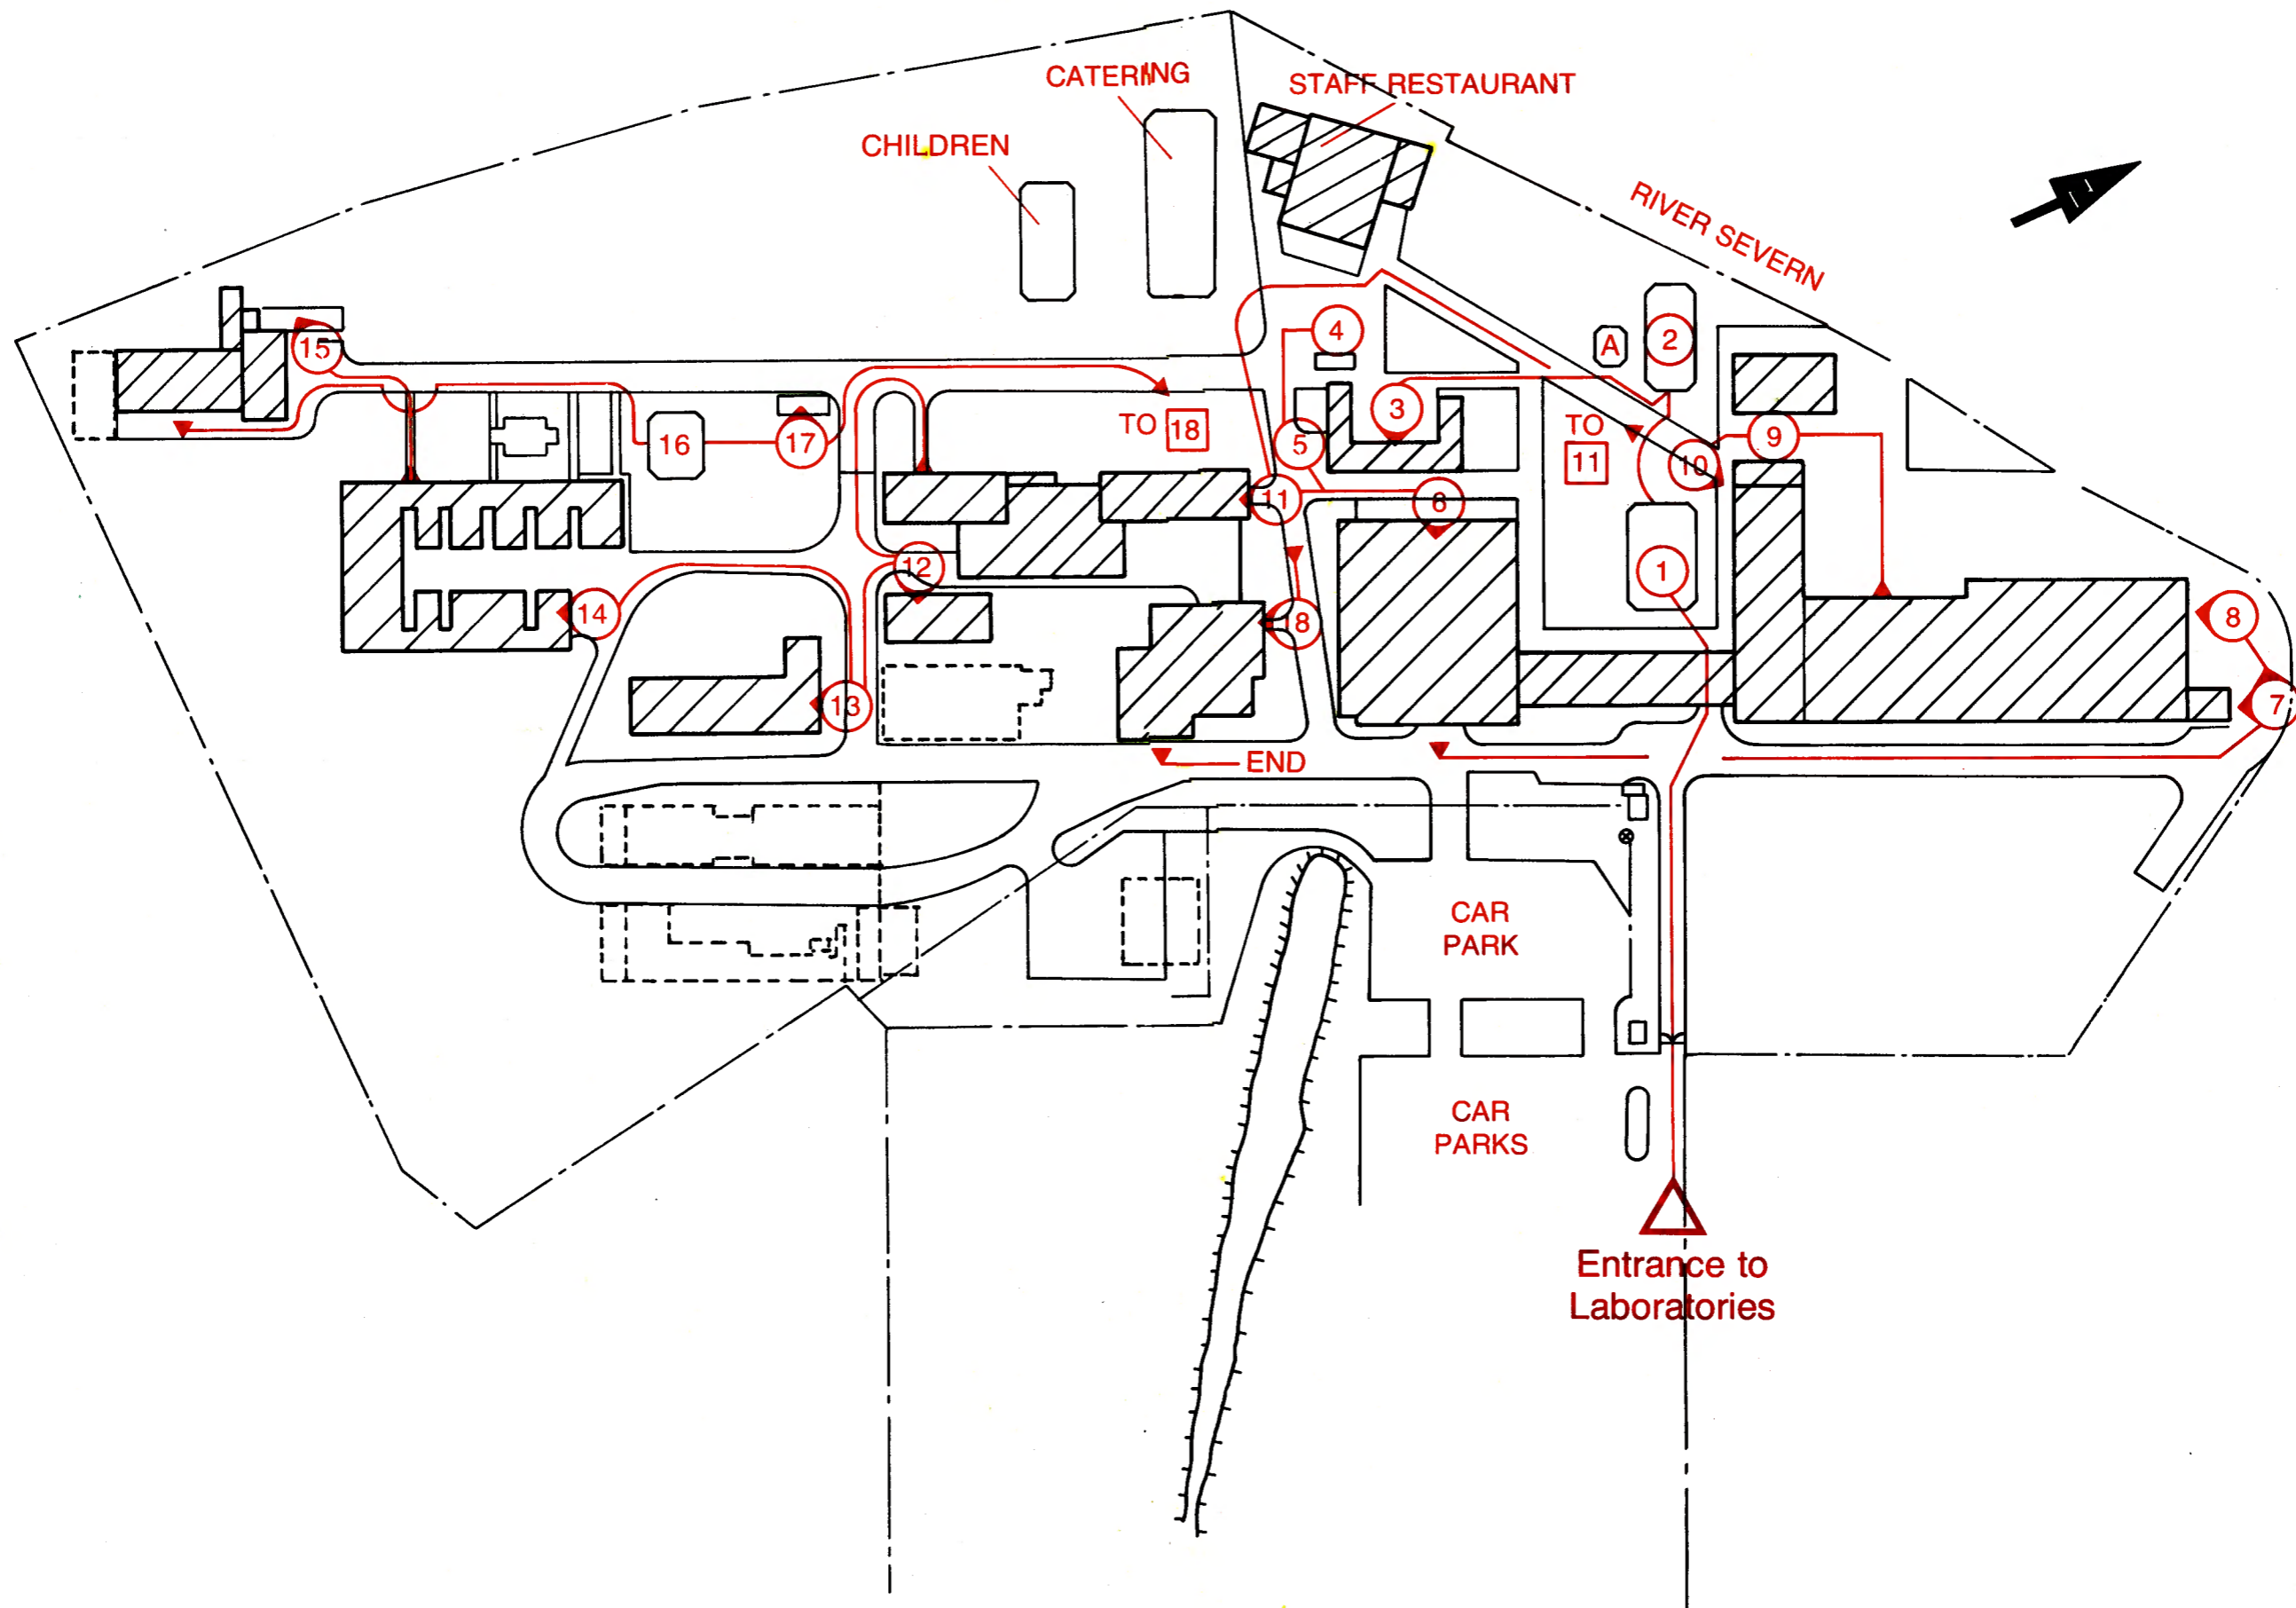 CATERING
STAFF RESTAURANT
CHILDREN
RIVER SEVERN
4
A
2
15
3
TO
18
5
TO
11
9
10
16
17
11
6
12
1
14
8
8
13
7
END
CAR
PARK
CAR
PARKS
Entrance to
Laboratories